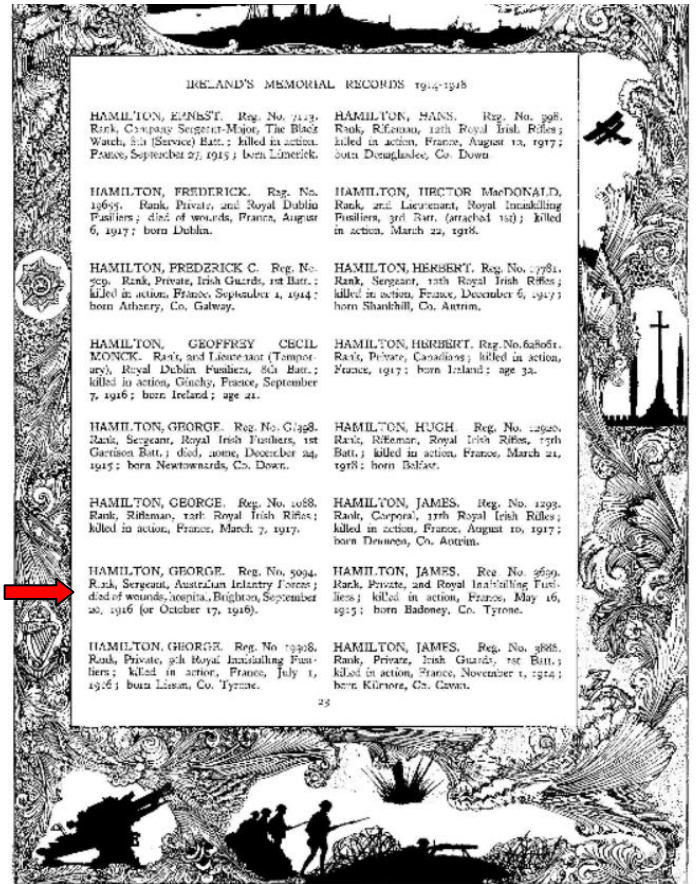 IRELAND'S MEMORIAL RECORDS 1914-1918
HAMILTON, ERNEST. Reg. No. 7113.
Rank, Company Sergeant-Major, The Black
Watch, 8th (Service) Batt.; killed in action,
France, September 27, 1915; born Limerick.
HAMILTON, FREDERICK. Reg. No.
19655. Rank, Private, 2nd Royal Dublin
Fusiliers; died of wounds, France, August
6, 1917; born Dublin.
HAMILTON, FREDERICK C. Reg. No.
Rank, Private, Irish Guards, 1st Batt.;
killed in action, France, September 1, 1914;
born Athenry, Co. Galway.
HAMILTON, GEOFFREY CECIL
MONCK. Rank, 2nd Lieutenant (Tempor-
ary), Royal Dublin Fusiliers, 8th Batt.;
killed in action, Ginchy, France, September
7, 1916; born Ireland; age 21.
HAMILTON, GEORGE. Reg. No. G/398.
Rank, Sergeant, Royal Irish Fusiliers, 1st
Garrison Batt.; died, home, December 24,
1915; born Newtownards, Co. Down.
HAMILTON, GEORGE. Reg. No. 1068.
Rank, Rifleman, 12th Royal Irish Rifles;
killed in action, France, March 7, 1917.
HAMILTON, GEORGE. Reg. No. 5094.
Rank, Sergeant, Australian Infantry Forces;
died of wounds, hospital, Brighton, September
20, 1916 (or October 17, 1916).
HAMILTON, GEORGE. Reg. No.
Rank, Private, 9th Royal Inniskilling Fusi-
liers; killed in action, France, July 1,
1916; born Lissan, Co. Tyrone.
HAMILTON, HANS. Reg. No. 998.
Rank, Rifleman, 12th Royal Irish Rifles;
killed in action, France, August 12, 1917;
born Donaghadee, Co. Down
HAMILTON, HECTOR MacDONALD.
Rank, 2nd Lieutenant, Royal Inniskilling
Fusiliers, 3rd Batt. (attached 1st); killed
in action, March 22, 1918.
HAMILTON, HERBERT. Reg. No. 17781.
Rank, Sergeant, 10th Royal Irish Rifles;
killed in action, France, December 6, 1917;
born Shankhill, Co. Antrim.
HAMILTON, HERBERT. Reg. No. 628061.
Rank, Private, Canadians; killed in action,
France, 1917; born Ireland; age 32.
HAMILTON, HUGH. Reg. No. 12920.
Rank, Rifleman, Royal Irish Rifles, 15th
Batt.; killed in action, France, March 21,
1918; born Belfast.
HAMILTON, JAMES. Reg. No. 1293.
Rank, Corporal, 11th Royal Irish Rifles;
killed in action, France, August 10, 1917;
born Co. Antrim.
HAMILTON, JAMES. Reg. No. 3699.
Rank, Private, 2nd Royal Inniskilling Fusi-
liers; killed in action, France, May 16,
1915; born Badoney, Co. Tyrone.
HAMILTON, JAMES. Reg. No. 3886.
Rank, Private, Irish Guards, 1st Batt.;
killed in action, France, November 1, 1914;
born Kilmore, Co. Cavan.
23